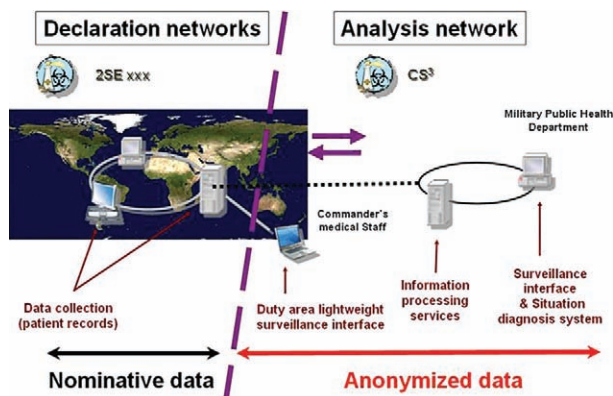 Declaration networks
Analysis network
2SE xxx
CS³
Military Public Health
Department
Commander's
medical Staff
Data collection
(patient records)
Duty area lightweight
surveillance interface
Information
processing
services
Surveillance
interface
& Situation
diagnosis system
Nominative data
Anonymized data